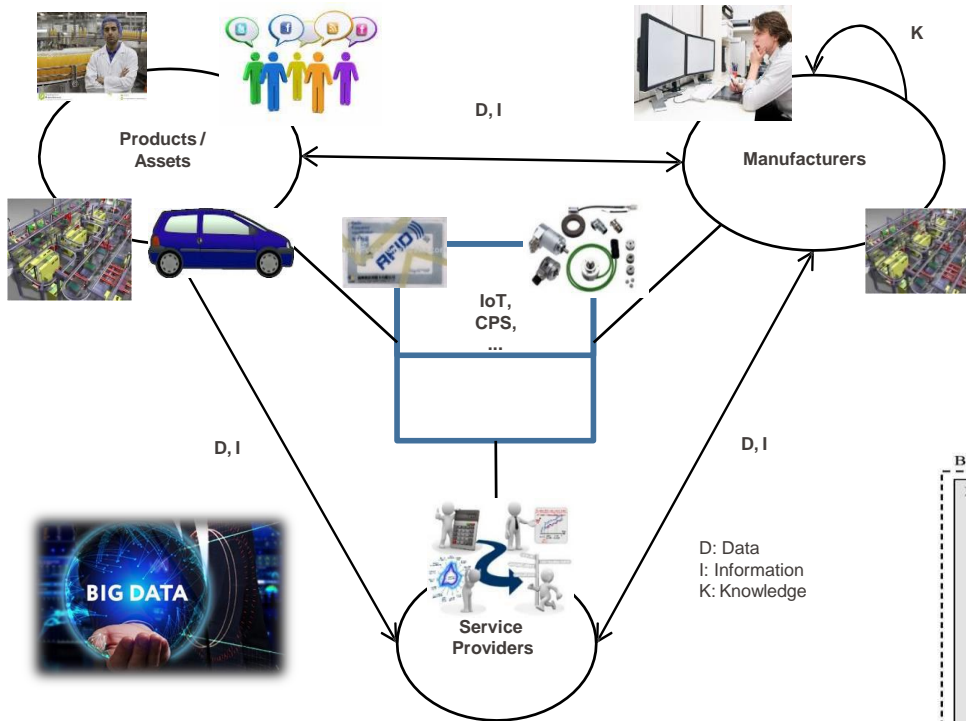 K
D, I
Products /
Assets
Manufacturers
RFID
IoT,
CPS,
...
D, I
D, I
B
BIG DATA
D: Data
I: Information
K: Knowledge
Service
Providers